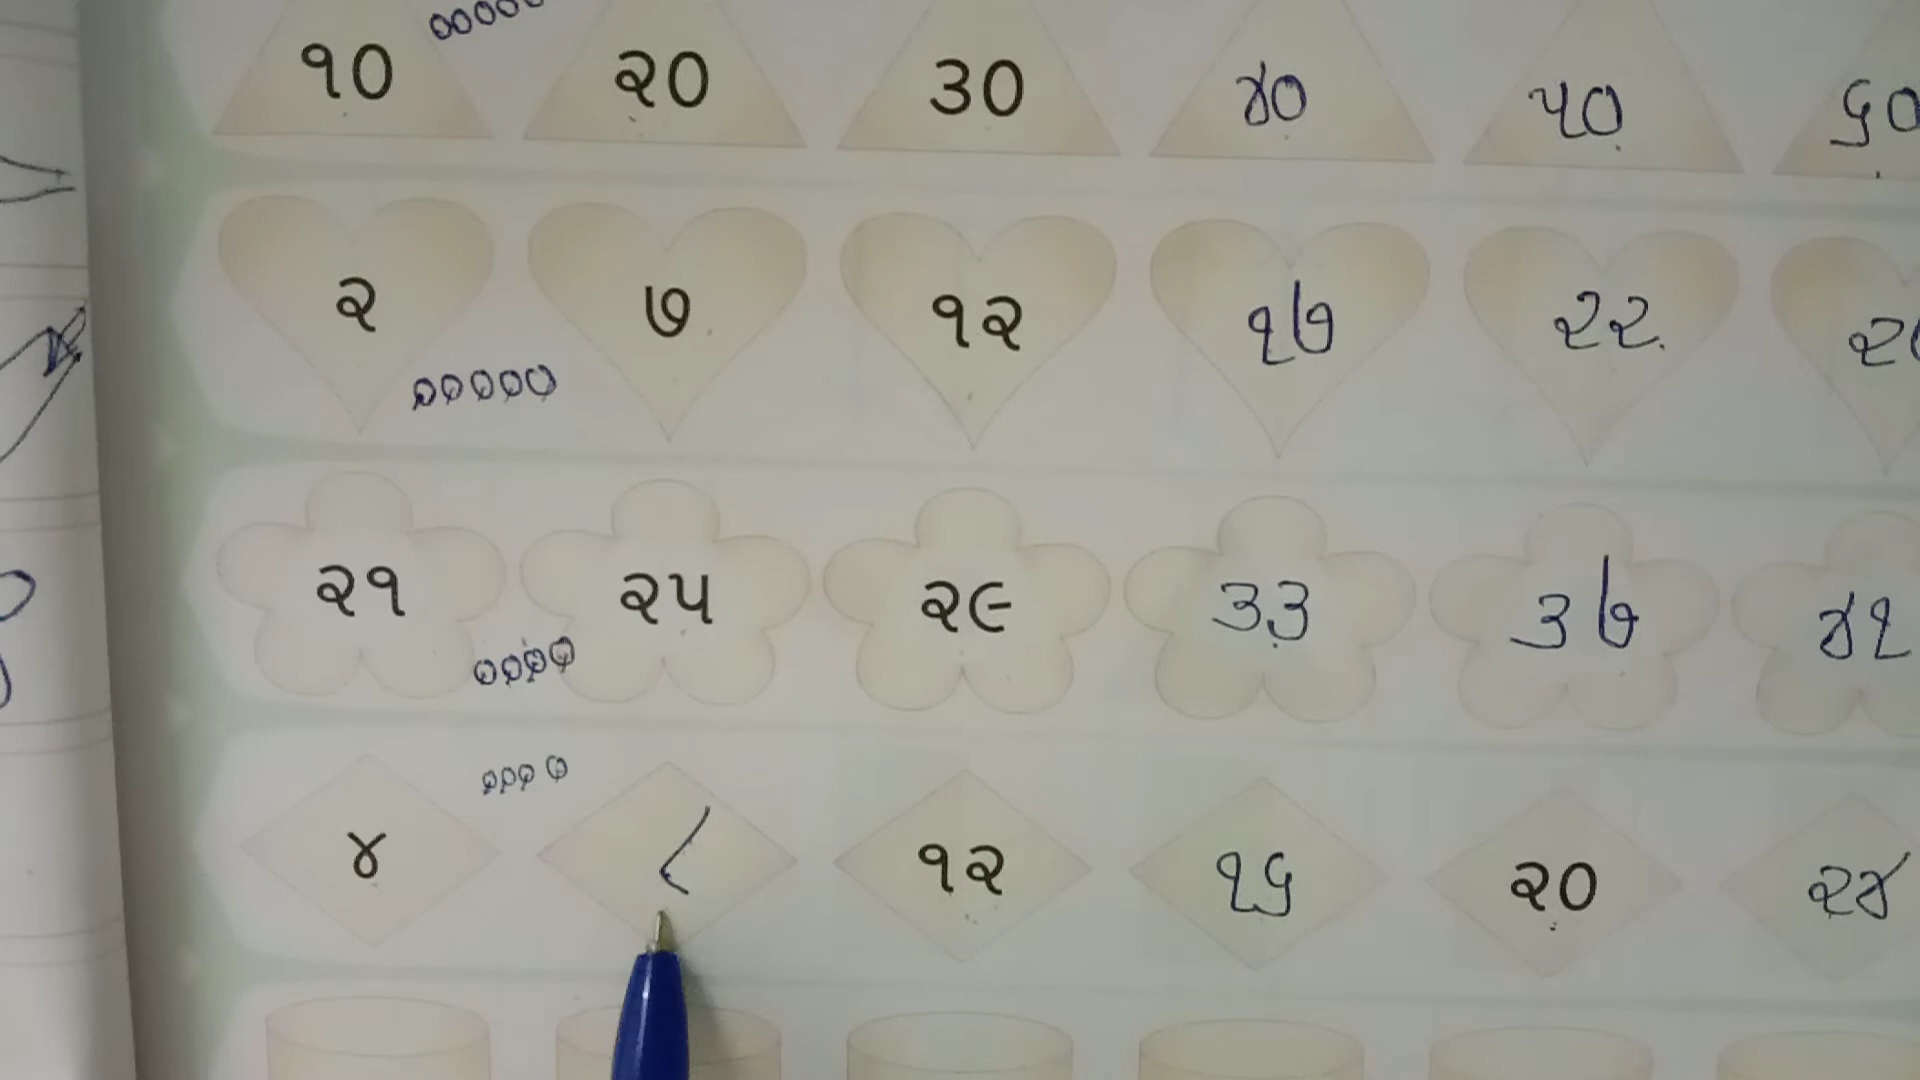 ૧૦ ૨૦ ૩૦ ૪૦ ૫૦ ૬૦
૨ ૭ ૧૨ ૧૭ ૨૨
૨૧ ૨૫ ૨૯ ૩૩ ૩૭ ૪૧
૪ ૮ ૧૨ ૧૬ ૨૦ ૨૪